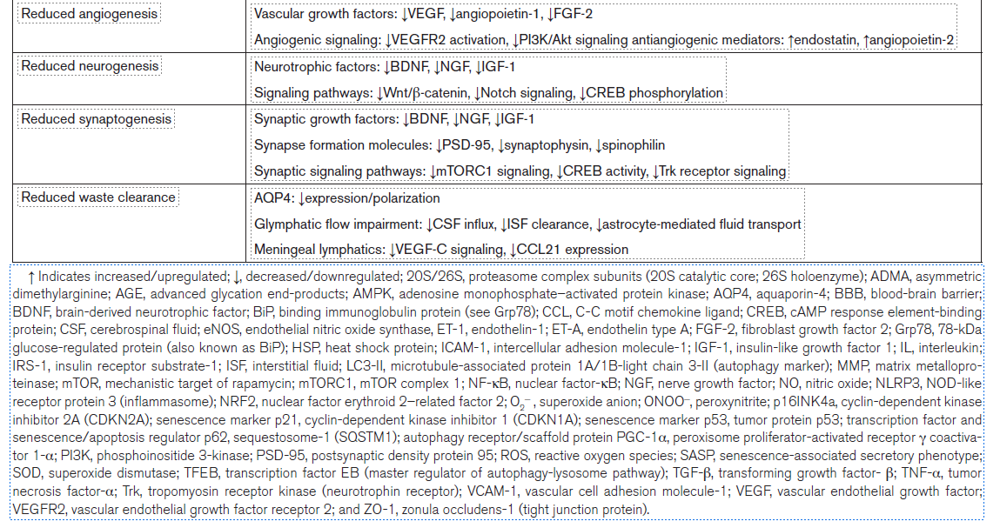 Reduced angiogenesis
Vascular growth factors: ↓VEGF, ↓angiopoietin-1, ↓FGF-2
Angiogenic signaling: ↓VEGFR2 activation, ↓PI3K/Akt signaling antiangiogenic mediators: ↑endostatin, ↑angiopoietin-2
Reduced neurogenesis
Neurotrophic factors: ↓BDNF, ↓NGF, ↓IGF-1
Signaling pathways: ↓Wnt/β-catenin, ↓Notch signaling, ↓CREB phosphorylation
Reduced synaptogenesis
Synaptic growth factors: ↓BDNF, ↓NGF, ↓IGF-1
Synapse formation molecules: ↓PSD-95, ↓synaptophysin, ↓spinophilin
Synaptic signaling pathways: ↓mTORC1 signaling, ↓CREB activity, ↓Trk receptor signaling
Reduced waste clearance
AQP4: ↓expression/polarization
Glymphatic flow impairment: ↓CSF influx, ↓ISF clearance, ↓astrocyte-mediated fluid transport
Meningeal lymphatics: ↓VEGF-C signaling, ↓CCL21 expression
↑ Indicates increased/upregulated; ↓, decreased/downregulated; 20S/26S, proteasome complex subunits (20S catalytic core; 26S holoenzyme); ADMA, asymmetric
dimethylarginine; AGE, advanced glycation end-products; AMPK, adenosine monophosphate–activated protein kinase; AQP4, aquaporin-4; BBB, blood-brain barrier;
BDNF, brain-derived neurotrophic factor; BiP, binding immunoglobulin protein (see Grp78); CCL, C-C motif chemokine ligand; CREB, cAMP response element-binding
protein; CSF, cerebrospinal fluid; eNOS, endothelial nitric oxide synthase, ET-1, endothelin-1; ET-A, endothelin type A; FGF-2, fibroblast growth factor 2; Grp78, 78-kDa
glucose-regulated protein (also known as BiP); HSP, heat shock protein; ICAM-1, intercellular adhesion molecule-1; IGF-1, insulin-like growth factor 1; IL, interleukin;
IRS-1, insulin receptor substrate-1; ISF, interstitial fluid; LC3-II, microtubule-associated protein 1A/1B-light chain 3-II (autophagy marker); MMP, matrix metallopro-
teinase; mTOR, mechanistic target of rapamycin; mTORC1, mTOR complex 1; NF-κB, nuclear factor-κB; NGF, nerve growth factor; NO, nitric oxide; NLRP3, NOD-like
receptor protein 3 (inflammasome); NRF2, nuclear factor erythroid 2–related factor 2; O₂⁻, superoxide anion; ONOO⁻, peroxynitrite; p16INK4a, cyclin-dependent kinase
inhibitor 2A (CDKN2A); senescence marker p21, cyclin-dependent kinase inhibitor 1 (CDKN1A); senescence marker p53, tumor protein p53; transcription factor and
senescence/apoptosis regulator p62, sequestosome-1 (SQSTM1); autophagy receptor/scaffold protein PGC-1α, peroxisome proliferator-activated receptor γ coactiva-
tor 1-α; PI3K, phosphoinositide 3-kinase; PSD-95, postsynaptic density protein 95; ROS, reactive oxygen species; SASP, senescence-associated secretory phenotype;
SOD, superoxide dismutase; TFEB, transcription factor EB (master regulator of autophagy-lysosome pathway); TGF-β, transforming growth factor- β; TNF-α, tumor
necrosis factor-α; Trk, tropomyosin receptor kinase (neurotrophin receptor); VCAM-1, vascular cell adhesion molecule-1; VEGF, vascular endothelial growth factor;
VEGFR2, vascular endothelial growth factor receptor 2; and ZO-1, zonula occludens-1 (tight junction protein).